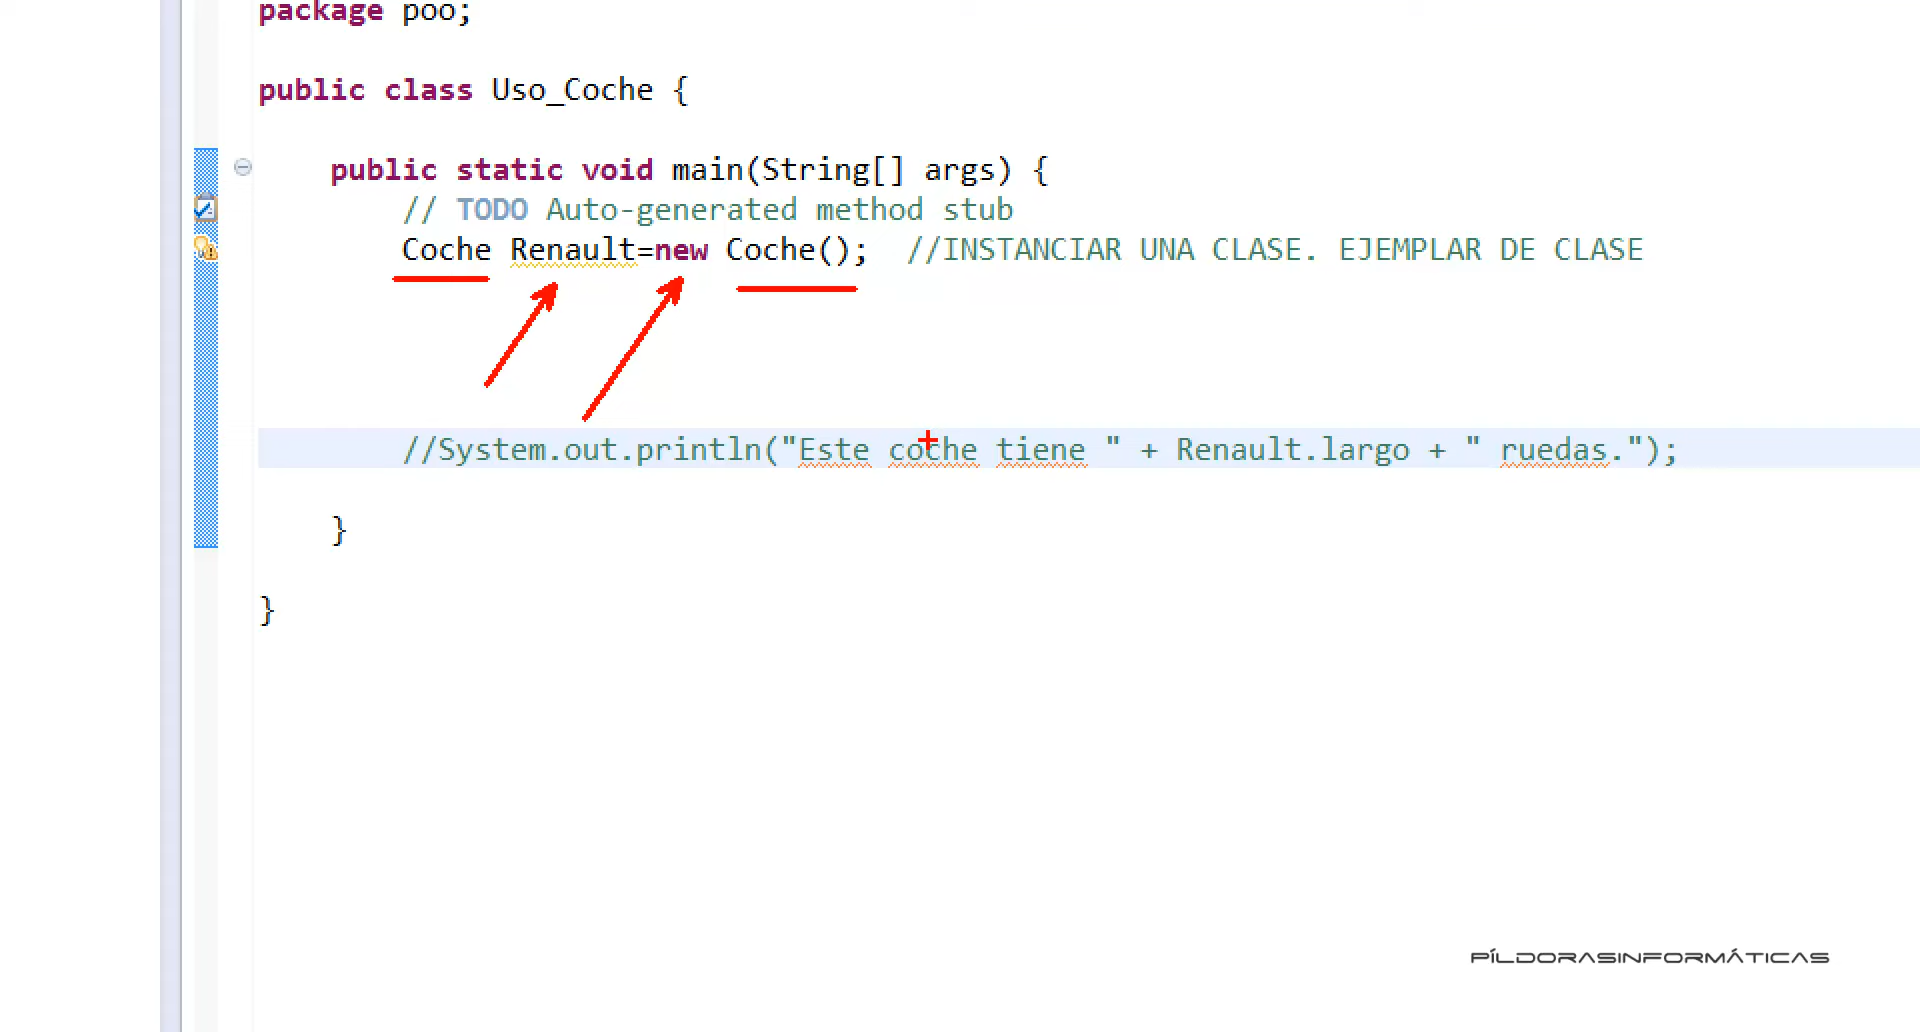 package poo;
public class Uso_Coche {
public static void main(String[] args) {
// TODO Auto-generated method stub
Coche Renault=new Coche();  //INSTANCIAR UNA CLASE. EJEMPLAR DE CLASE
//System.out.println("Este coche tiene " + Renault.largo + " ruedas.");
}
}
PÍLDORASINFORMÁTICAS